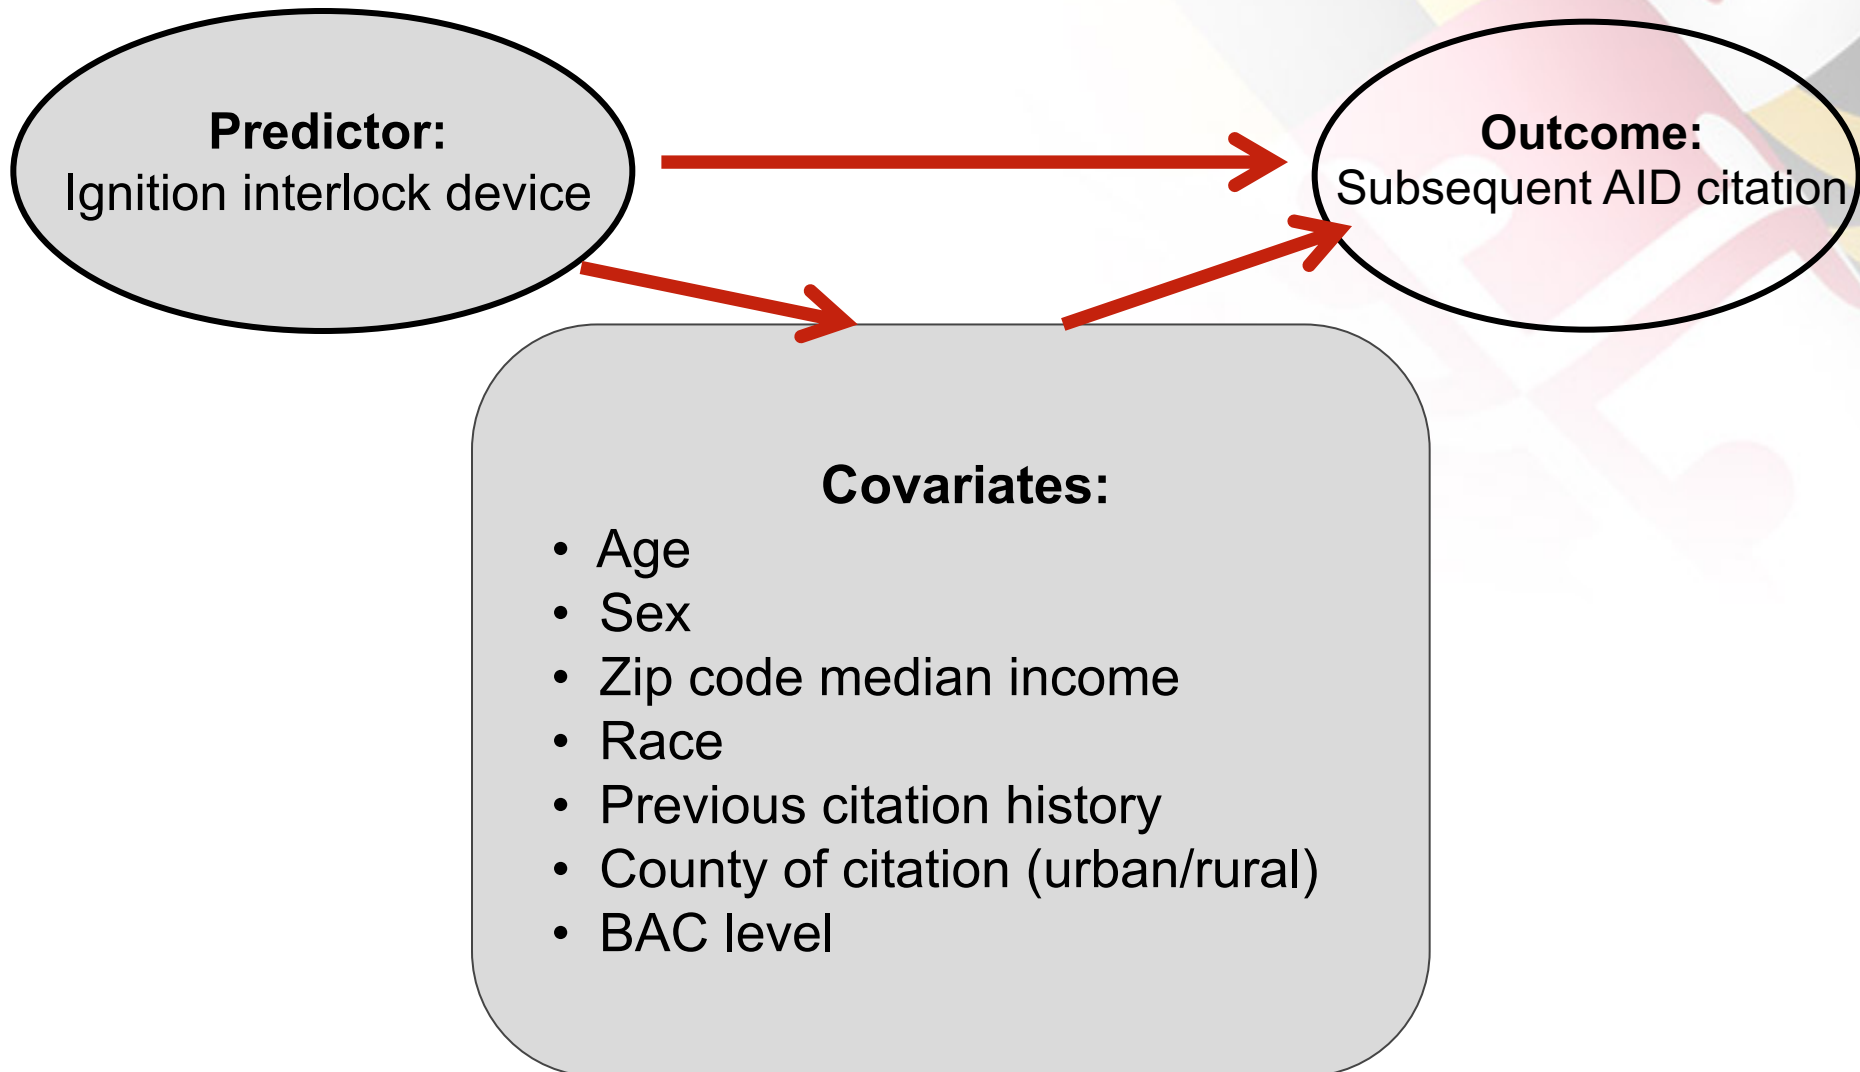 Predictor:
Ignition interlock device
Outcome:
Subsequent AID citation
Covariates:
• Age
• Sex
• Zip code median income
• Race
• Previous citation history
• County of citation (urban/rural)
• BAC level